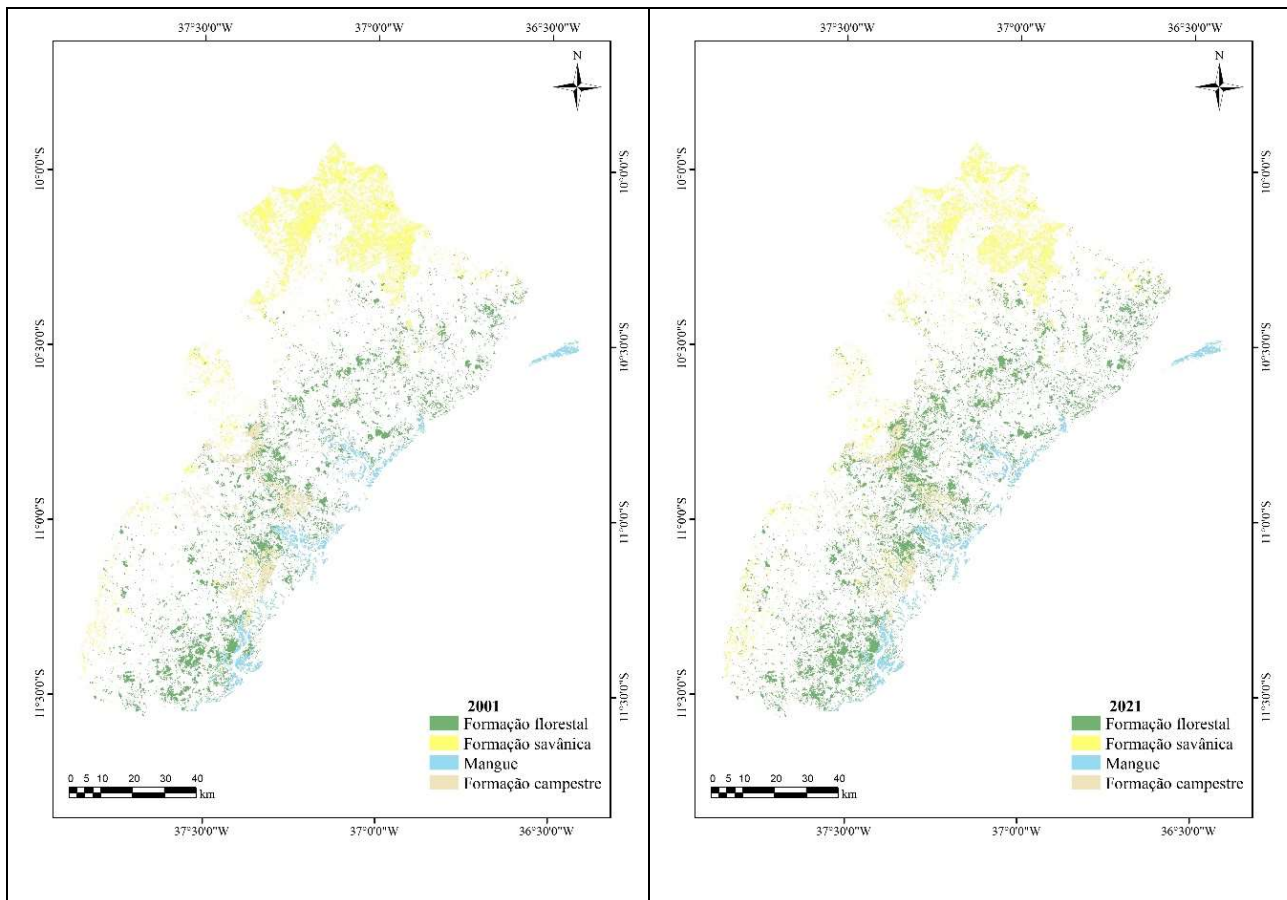 37°30'0"W 37°0'0"W 36°30'0"W
N
10°0'0"S 10°0'0"S
10°30'0"S 10°30'0"S
11°0'0"S 11°0'0"S
11°30'0"S 11°30'0"S
2001
Formação florestal
Formação savânica
Mangue
Formação campestre
0 5 10 20 30 40
km
37°30'0"W 37°0'0"W 36°30'0"W
37°30'0"W 37°0'0"W 36°30'0"W
N
10°0'0"S 10°0'0"S
10°30'0"S 10°30'0"S
11°0'0"S 11°0'0"S
11°30'0"S 11°30'0"S
2021
Formação florestal
Formação savânica
Mangue
Formação campestre
0 5 10 20 30 40
km
37°30'0"W 37°0'0"W 36°30'0"W